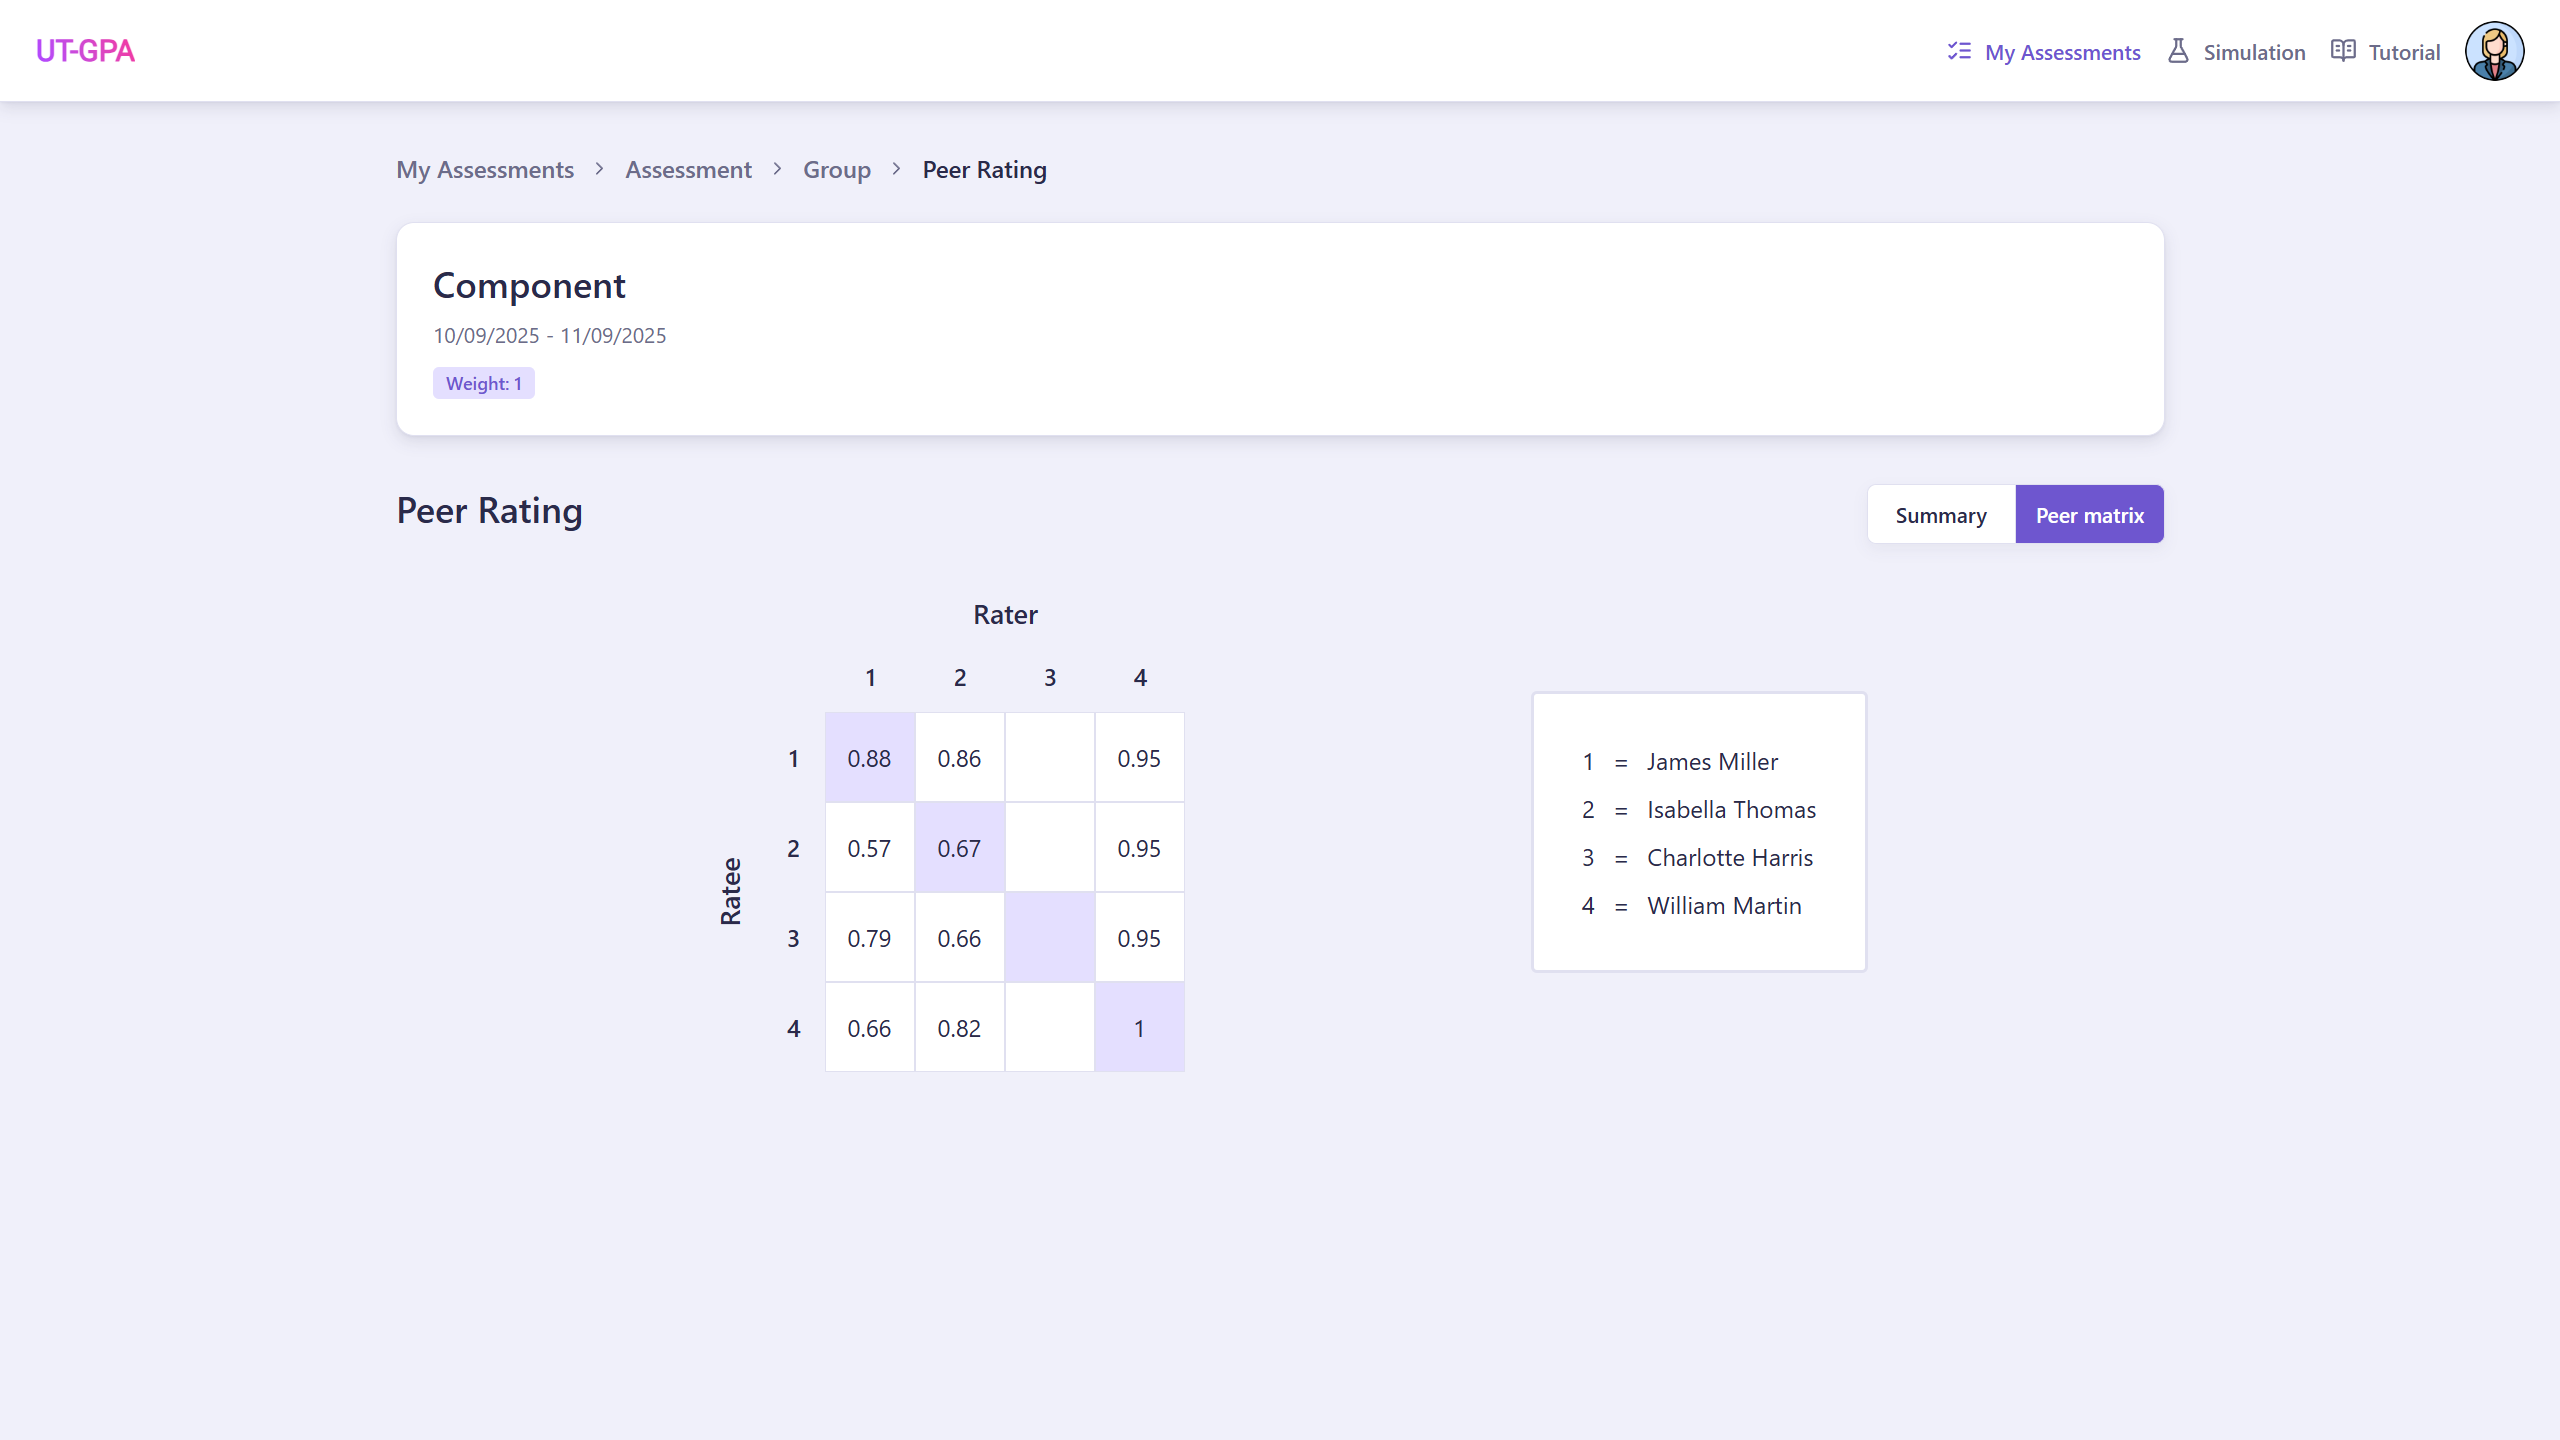 UT-GPA
My Assessments Simulation Tutorial
My Assessments > Assessment > Group > Peer Rating
Component
10/09/2025 - 11/09/2025
Weight: 1
Peer Rating
Summary Peer matrix
Rater
1 2 3 4
1 0.88 0.86 0.95
2 0.57 0.67 0.95
3 0.79 0.66 0.95
4 0.66 0.82 1
Ratee
1 = James Miller
2 = Isabella Thomas
3 = Charlotte Harris
4 = William Martin